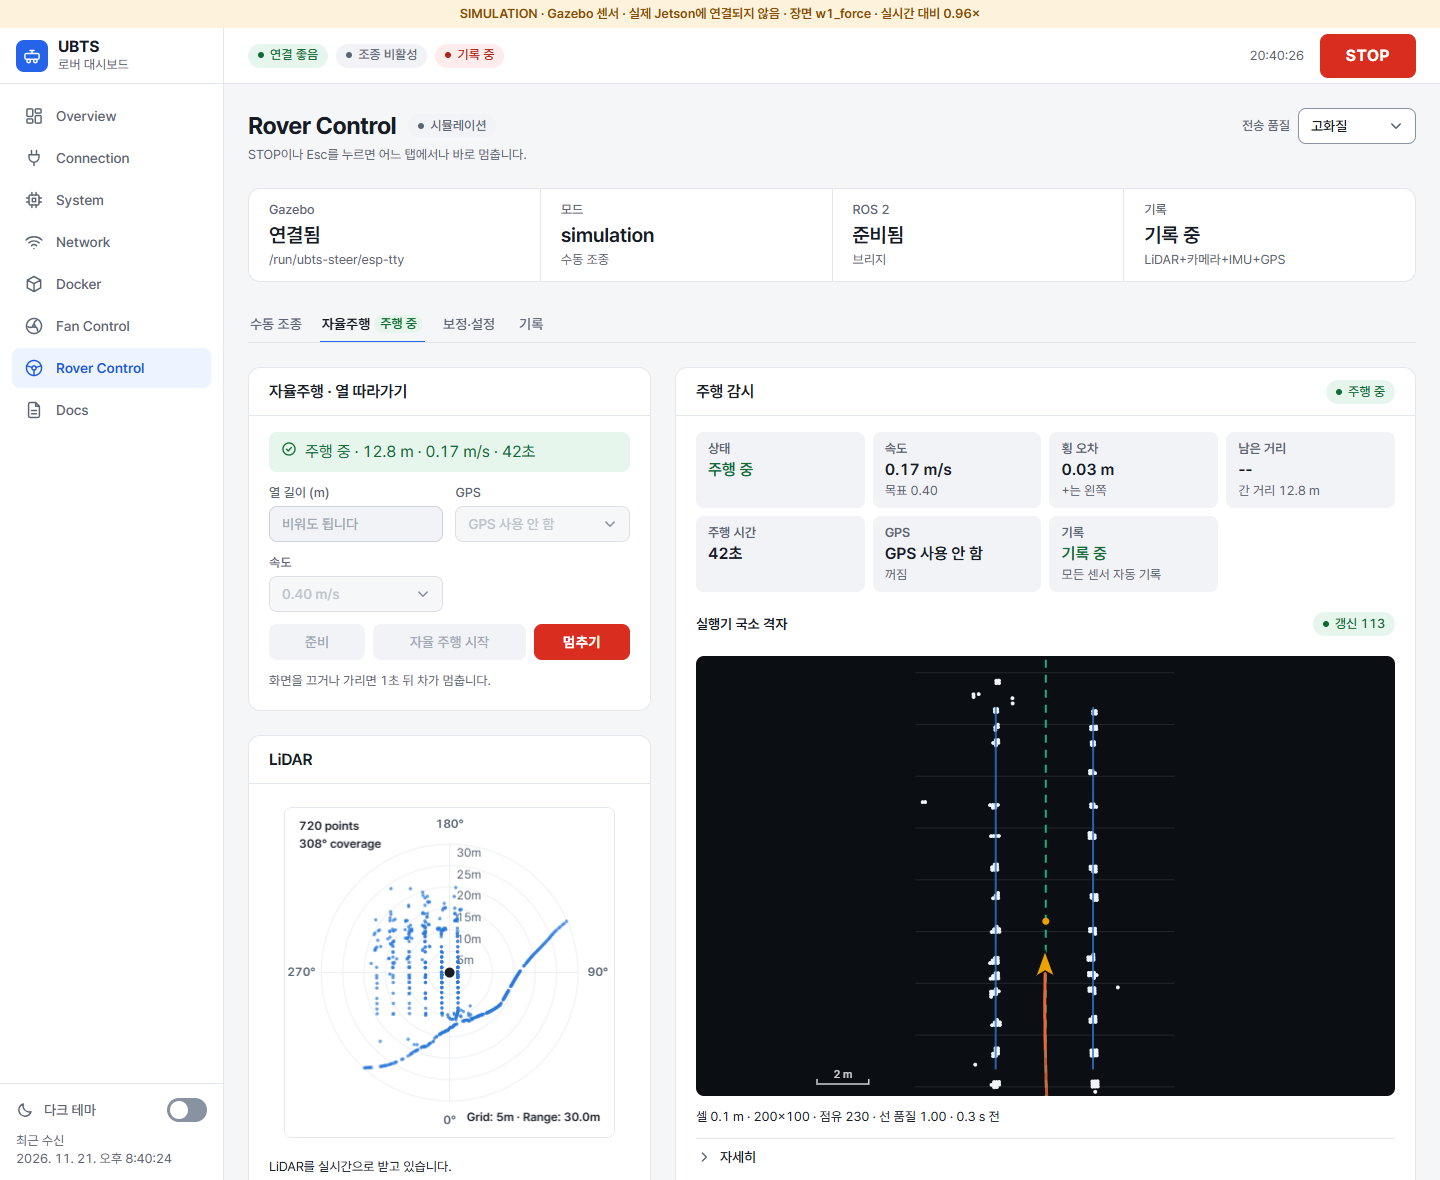 SIMULATION · Gazebo 센서 · 실제 Jetson에 연결되지 않음 · 장면 w1_force · 실시간 대비 0.96×
UBTS
로버 대시보드
연결 좋음
조종 비활성
기록 중
20:40:26
STOP
Overview
Connection
System
Network
Docker
Fan Control
Rover Control
Docs
다크 테마
최근 수신
2026. 11. 21. 오후 8:40:24
Rover Control
시뮬레이션
STOP이나 Esc를 누르면 어느 탭에서나 바로 멈춥니다.
전송 품질
고화질
Gazebo
연결됨
/run/ubts-steer/esp-tty
모드
simulation
수동 조종
ROS 2
준비됨
브리지
기록
기록 중
LiDAR+카메라+IMU+GPS
수동 조종
자율주행 주행 중
보정·설정
기록
자율주행 · 열 따라가기
주행 중 · 12.8 m · 0.17 m/s · 42초
열 길이 (m)
비워도 됩니다
GPS
GPS 사용 안 함
속도
0.40 m/s
준비
자율 주행 시작
멈추기
화면을 끄거나 가리면 1초 뒤 차가 멈춥니다.
LiDAR
720 points
308° coverage
180°
30m
25m
20m
15m
10m
5m
270°
90°
0°
Grid: 5m · Range: 30.0m
LiDAR를 실시간으로 받고 있습니다.
주행 감시
주행 중
상태
주행 중
속도
0.17 m/s
목표 0.40
횡 오차
0.03 m
+는 왼쪽
남은 거리
--
간 거리 12.8 m
주행 시간
42초
GPS
GPS 사용 안 함
꺼짐
기록
기록 중
모든 센서 자동 기록
실행기 국소 격자
갱신 113
2 m
셀 0.1 m · 200×100 · 점유 230 · 선 품질 1.00 · 0.3 s 전
자세히